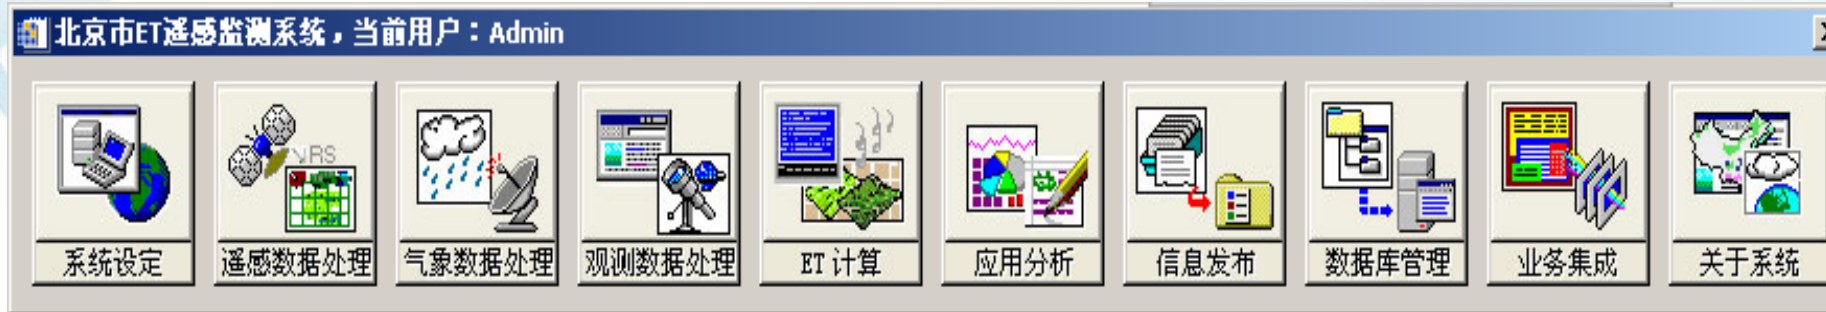 北京市ET遥感监测系统，当前用户：Admin
RS
系统设定
遥感数据处理
气象数据处理
观测数据处理
ET 计算
应用分析
信息发布
数据库管理
业务集成
关于系统